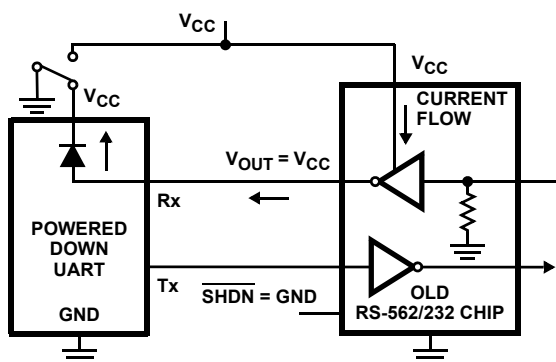 VCC
VCC
VCC
CURRENT
FLOW
VOUT = VCC
Rx
POWERED
DOWN
UART
Tx
GND
SHDN = GND
OLD
RS-562/232 CHIP